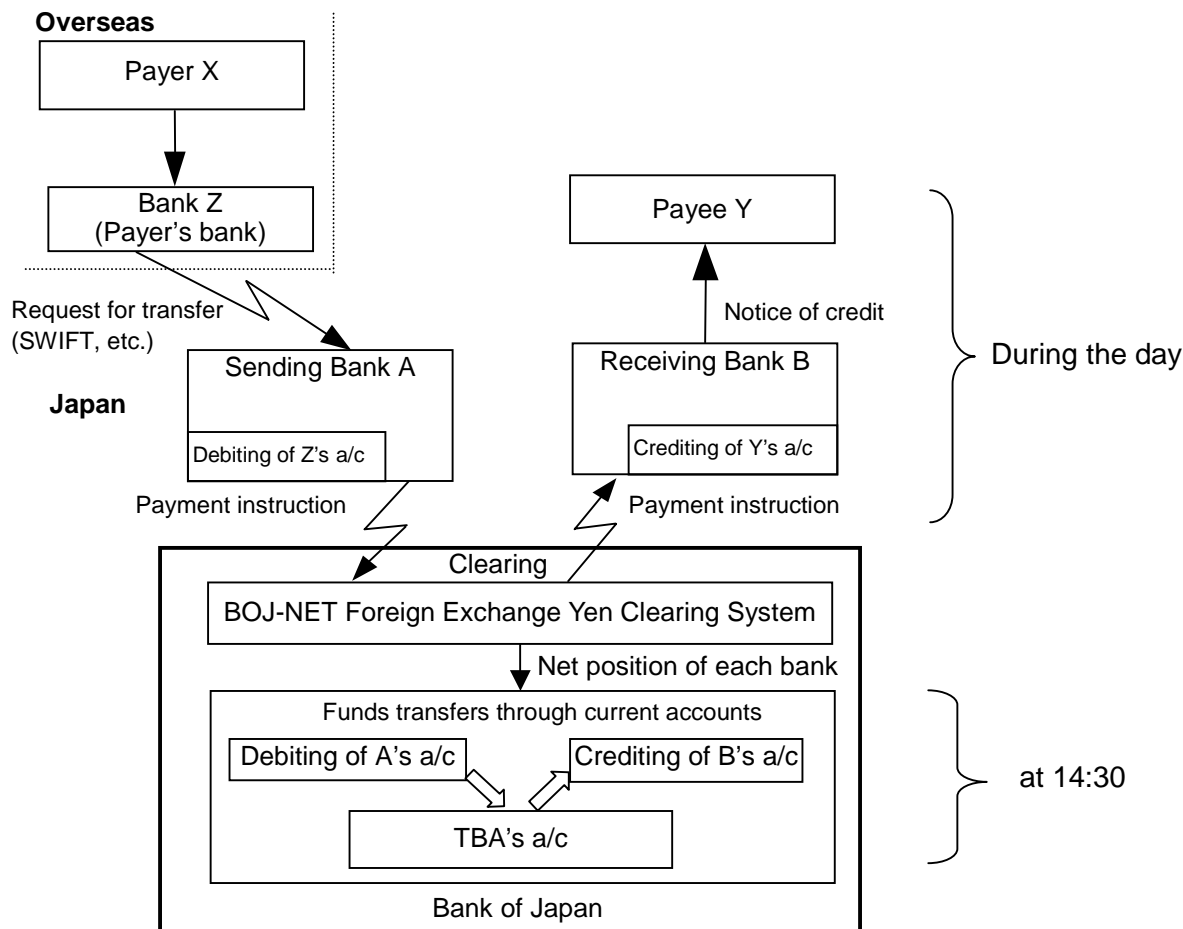 Overseas
Payer X
Bank Z
(Payer's bank)
Payee Y
Request for transfer
(SWIFT, etc.)
Notice of credit
During the day
Sending Bank A
Receiving Bank B
Japan
Debiting of Z's a/c
Crediting of Y's a/c
Payment instruction
Payment instruction
Clearing
BOJ-NET Foreign Exchange Yen Clearing System
Net position of each bank
Funds transfers through current accounts
Debiting of A's a/c
Crediting of B's a/c
at 14:30
TBA's a/c
Bank of Japan